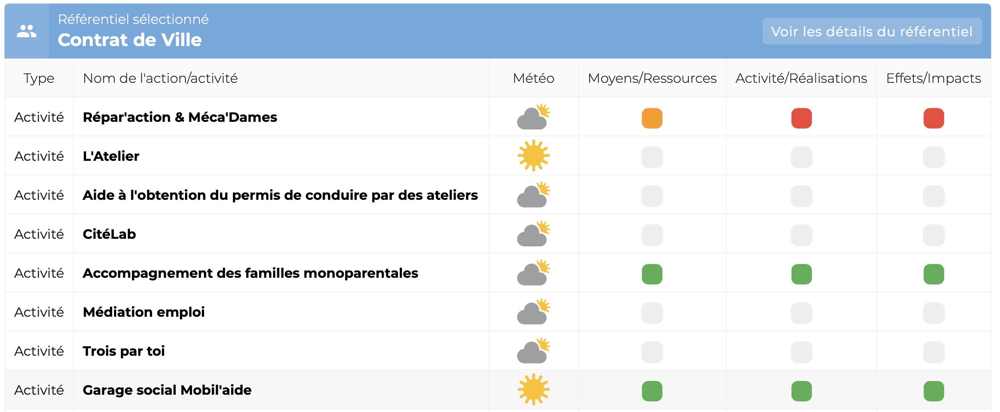 Référentiel sélectionné
Contrat de Ville
Voir les détails du référentiel
Type Nom de l'action/activité Météo Moyens/Ressources Activité/Réalisations Effets/Impacts
Activité Répar'action & Méca'Dames
Activité L'Atelier
Activité Aide à l'obtention du permis de conduire par des ateliers
Activité CitéLab
Activité Accompagnement des familles monoparentales
Activité Médiation emploi
Activité Trois par toi
Activité Garage social Mobil'aide